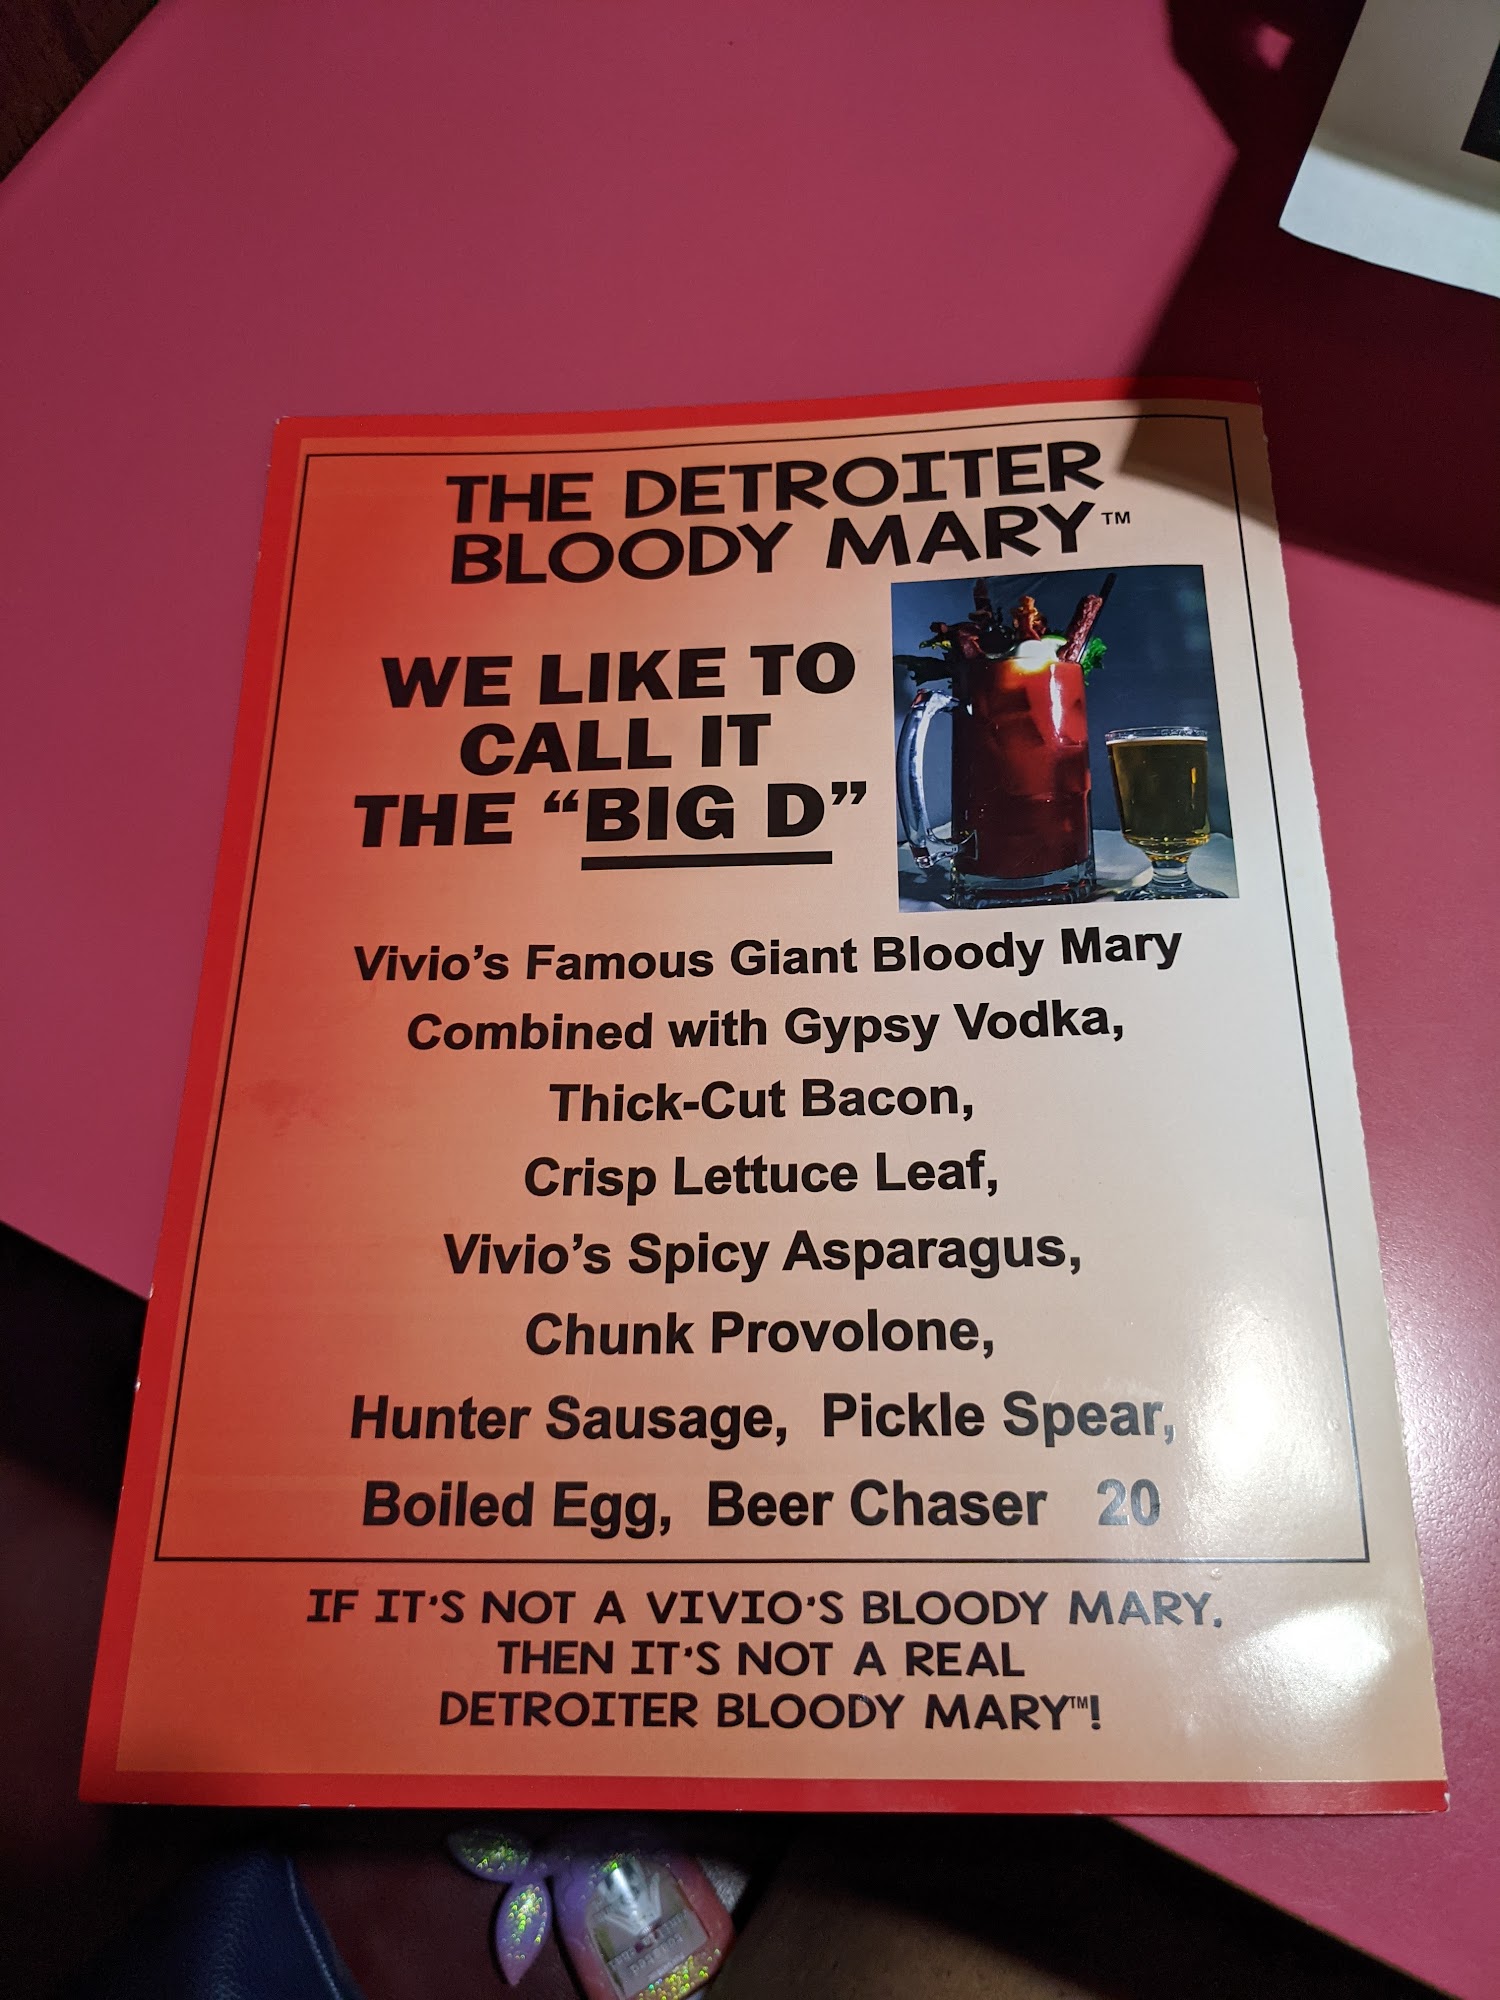 THE DETROITER
BLOODY MARY™
WE LIKE TO
CALL IT
THE “BIG D”
Vivio’s Famous Giant Bloody Mary
Combined with Gypsy Vodka,
Thick-Cut Bacon,
Crisp Lettuce Leaf,
Vivio’s Spicy Asparagus,
Chunk Provolone,
Hunter Sausage, Pickle Spear,
Boiled Egg, Beer Chaser 20
IF IT'S NOT A VIVIO'S BLOODY MARY,
THEN IT'S NOT A REAL
DETROITER BLOODY MARY™!